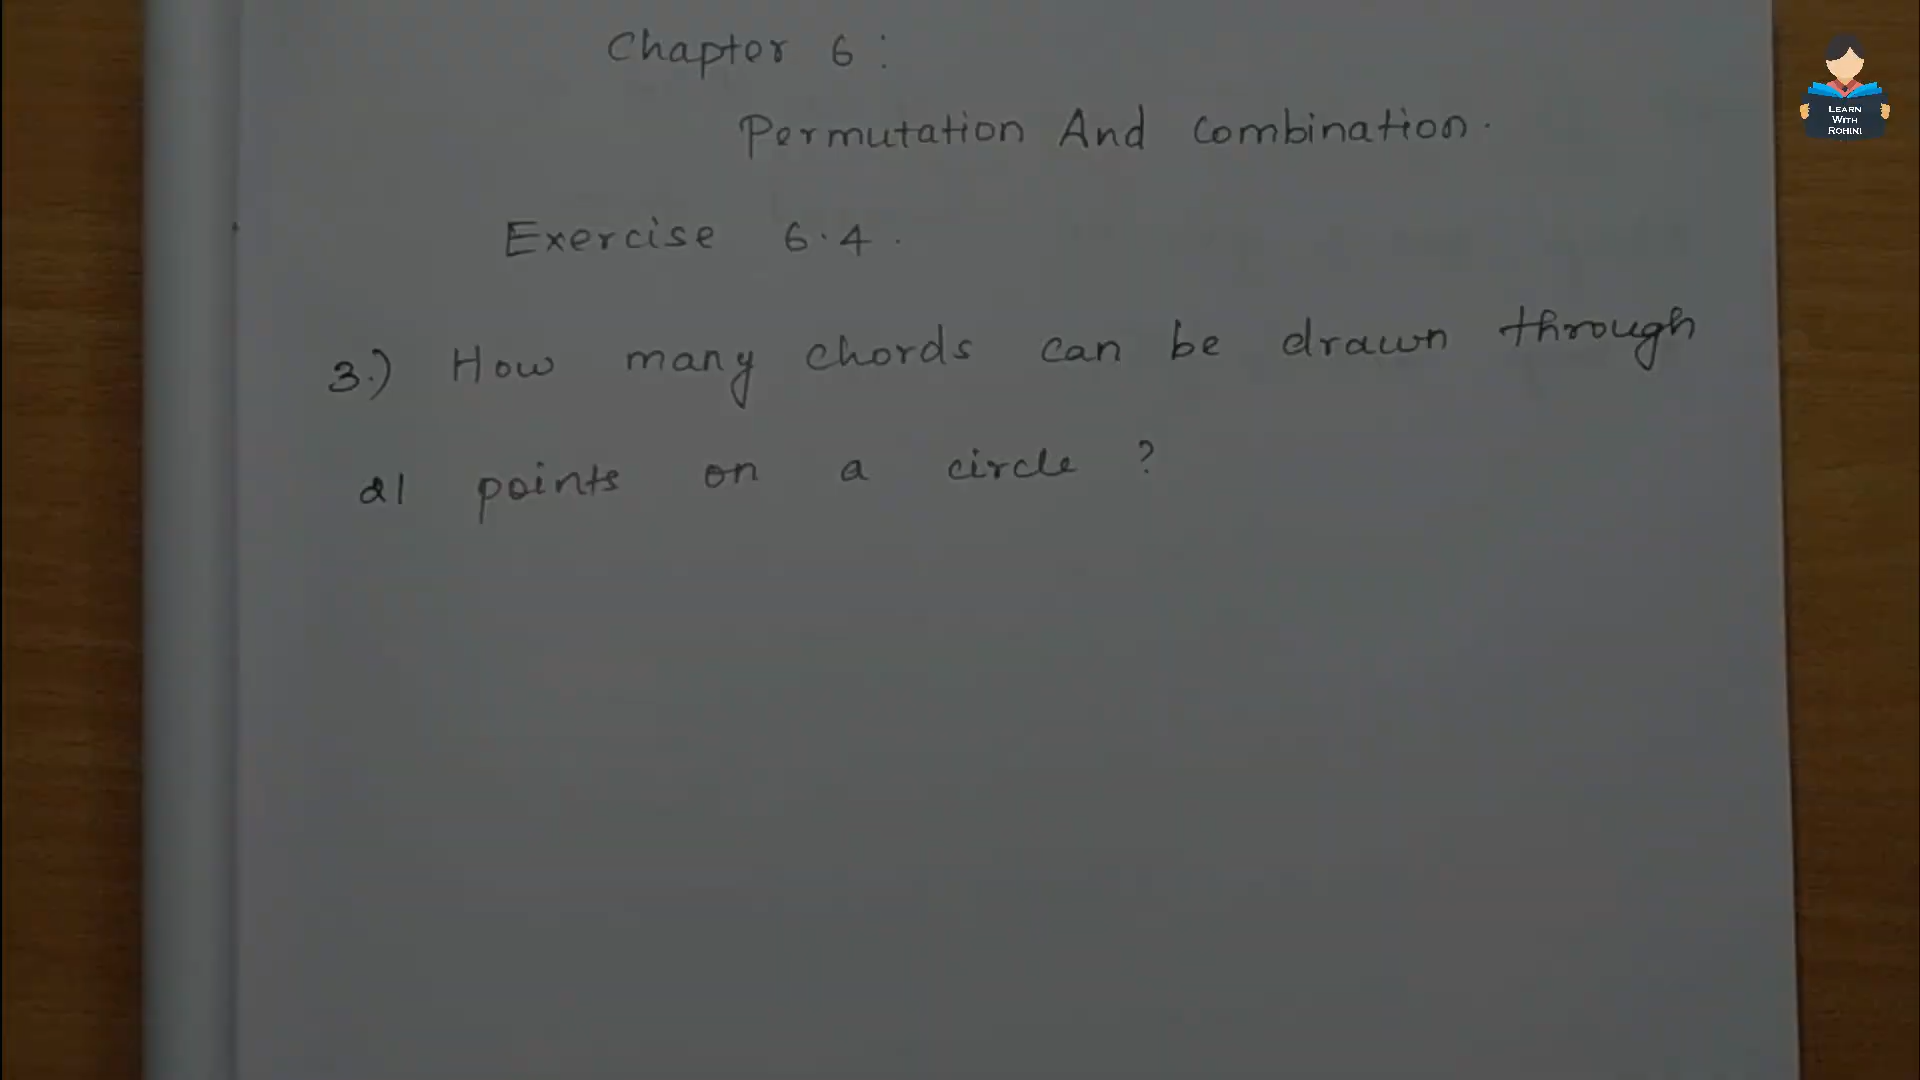 Chapter 6 :
Permutation And Combination.
Exercise 6.4.
3.) How many chords can be drawn through
21 points on a circle ?
LEARN
WITH
ROHINI